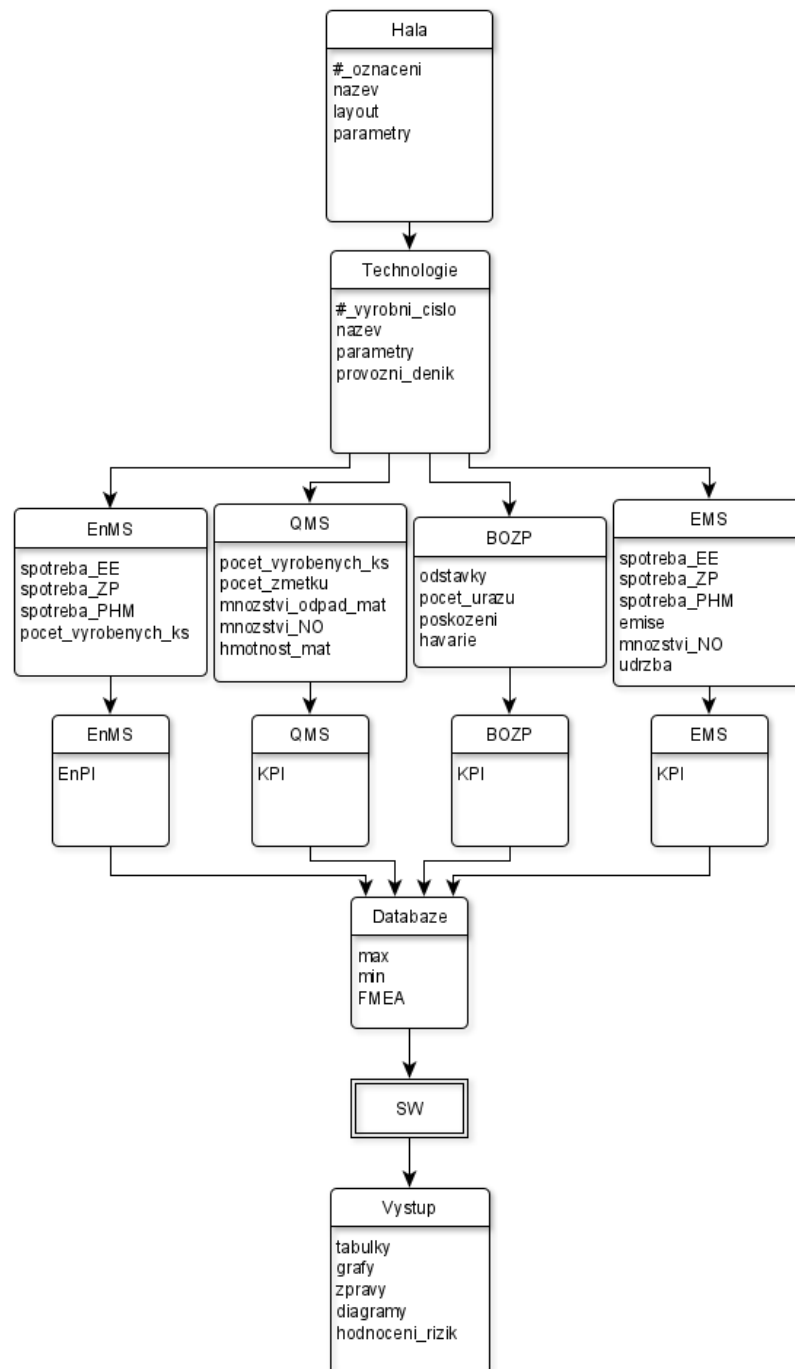 Hala
#_oznaceni
nazev
layout
parametry
Technologie
#_vyrobni_cislo
nazev
parametry
provozni_denik
EnMS
spotreba_EE
spotreba_ZP
spotreba_PHM
pocet_vyrobenych_ks
QMS
pocet_vyrobenych_ks
pocet_zmetku
mnozstvi_odpad_mat
mnozstvi_NO
hmotnost_mat
BOZP
odstavky
pocet_urazu
poskozeni
havarie
EMS
spotreba_EE
spotreba_ZP
spotreba_PHM
emise
mnozstvi_NO
udrzba
EnMS
EnPI
QMS
KPI
BOZP
KPI
EMS
KPI
Databaze
max
min
FMEA
SW
Vystup
tabulky
grafy
zpravy
diagramy
hodnoceni_rizik